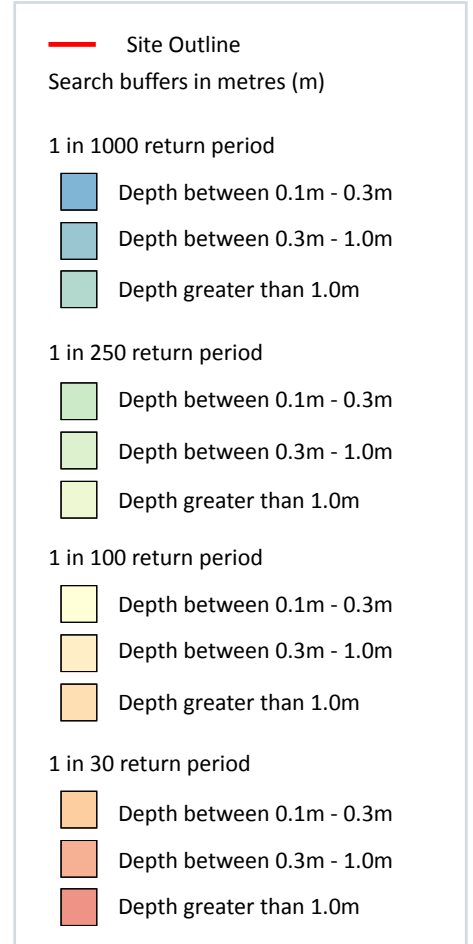 Site Outline
Search buffers in metres (m)
1 in 1000 return period
Depth between 0.1m - 0.3m
Depth between 0.3m - 1.0m
Depth greater than 1.0m
1 in 250 return period
Depth between 0.1m - 0.3m
Depth between 0.3m - 1.0m
Depth greater than 1.0m
1 in 100 return period
Depth between 0.1m - 0.3m
Depth between 0.3m - 1.0m
Depth greater than 1.0m
1 in 30 return period
Depth between 0.1m - 0.3m
Depth between 0.3m - 1.0m
Depth greater than 1.0m